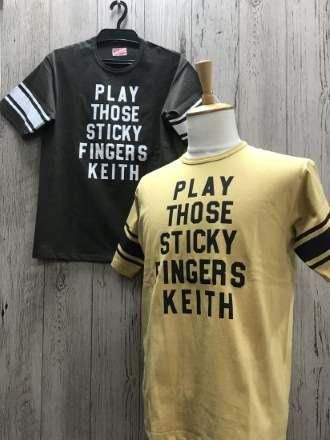 PLAY
THOSE
STICKY
FINGERS
KEITH
PLAY
THOSE
STICKY
FINGERS
KEITH